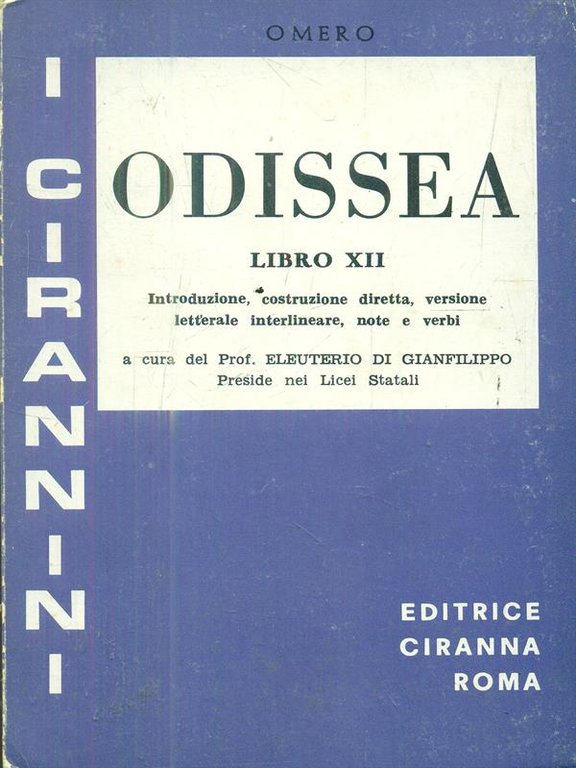 OMERO
I CIRANNINI
ODISSEA
LIBRO XII
Introduzione, costruzione diretta, versione
letterale interlineare, note e verbi
a cura del Prof. ELEUTERIO DI GIANFILIPPO
Preside nei Licei Statali
EDITRICE
CIRANNA
ROMA